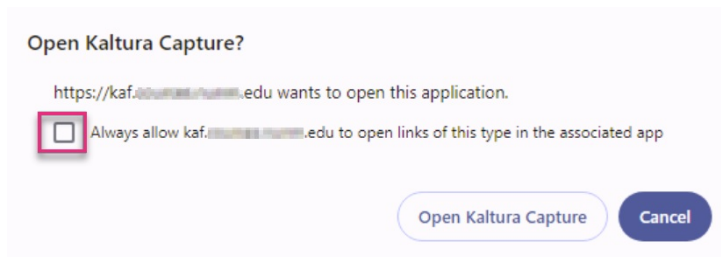 Open Kaltura Capture?
https://kaf. .edu wants to open this application.
Always allow kaf. .edu to open links of this type in the associated app
Open Kaltura Capture
Cancel